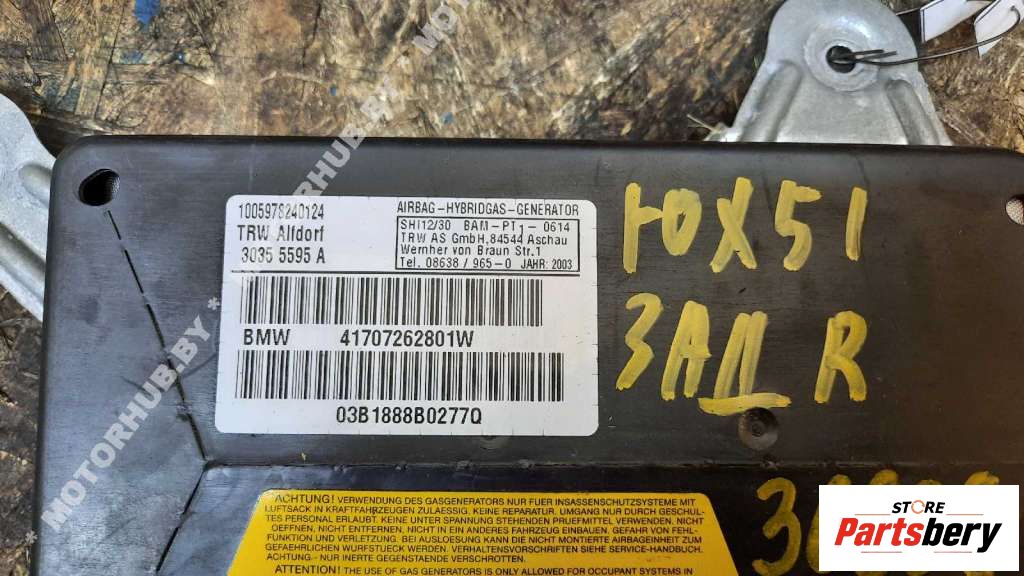 1005978240124
TRW Alfdorf
3035 5595 A
AIRBAG-HYBRIDGAS-GENERATOR
SHI12/30 BAM-PT1-0614
TRW AS GmbH,84544 Aschau
Wernher von Braun Str.1
Tel. 08638 / 965-0 JAHR: 2003
BMW 41707262801W
03B1888B0277Q
ЮX51
ЗАД R
ACHTUNG! VERWENDUNG DES GASGENERATORS NUR FUER INSASSENSCHUTZSYSTEME MIT
LUFTSACK IN KRAFTFAHRZEUGEN ZULAESSIG. KEINE REPARATUR. UMGANG NUR DURCH GESCHUL-
TES PERSONAL ERLAUBT. KEINE UNTER SPANNUNG STEHENDEN PRUEFMITTEL VERWENDEN. NICHT
OEFFNEN, NICHT ENTFERNEN, NICHT IN EIN ANDERES FAHRZEUG EINBAUEN. GEFAHR VON FEHL-
FUNKTION UND VERLETZUNG. BEI AUSLOESUNG KANN DIE NICHT MONTIERTE AIRBAGEINHEIT ZUM
GEFAEHRLICHEN WURFSTUECK WERDEN. VERHALTENSVORSCHRIFTEN SIEHE SERVICE-HANDBUCH.
ACHTUNG- NUR IN INERTE GEGENSTAENDE VERSCHROTTEN.
ATTENTION! THE USE OF GAS GENERATORS IS ONLY ALLOWED FOR OCCUPANT SYSTEMS IN
MOTORHUB.BY * MOTORHUB.BY
MOTORHUB.BY
STORE
Partsbery